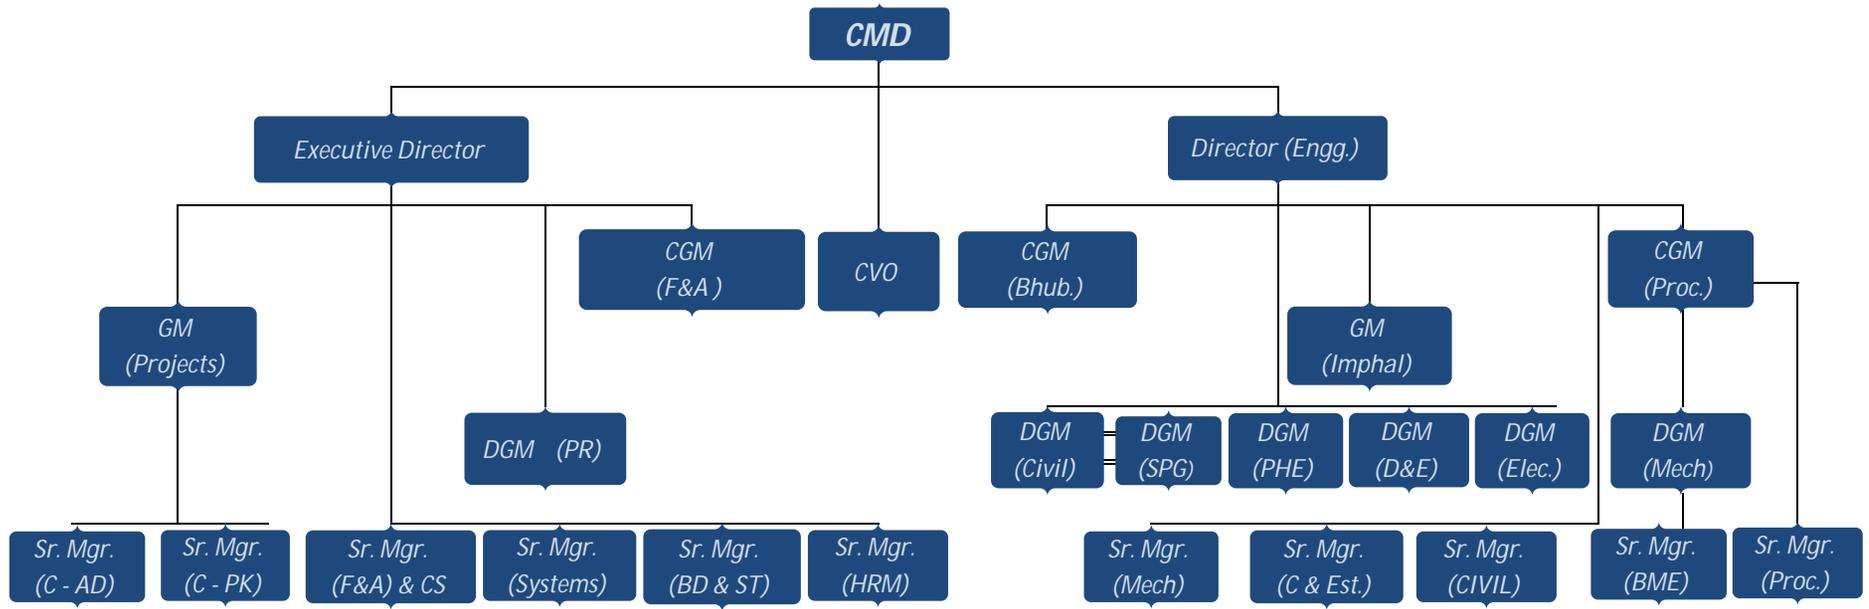 CMD
Executive Director
Director (Engg.)
CGM
(F&A )
CVO
CGM
(Bhub.)
CGM
(Proc.)
GM
(Projects)
GM
(Imphal)
DGM (PR)
DGM
(Civil)
DGM
(SPG)
DGM
(PHE)
DGM
(D&E)
DGM
(Elec.)
DGM
(Mech)
Sr. Mgr.
(C - AD)
Sr. Mgr.
(C - PK)
Sr. Mgr.
(F&A) & CS
Sr. Mgr.
(Systems)
Sr. Mgr.
(BD & ST)
Sr. Mgr.
(HRM)
Sr. Mgr.
(Mech)
Sr. Mgr.
(C & Est.)
Sr. Mgr.
(CIVIL)
Sr. Mgr.
(BME)
Sr. Mgr.
(Proc.)